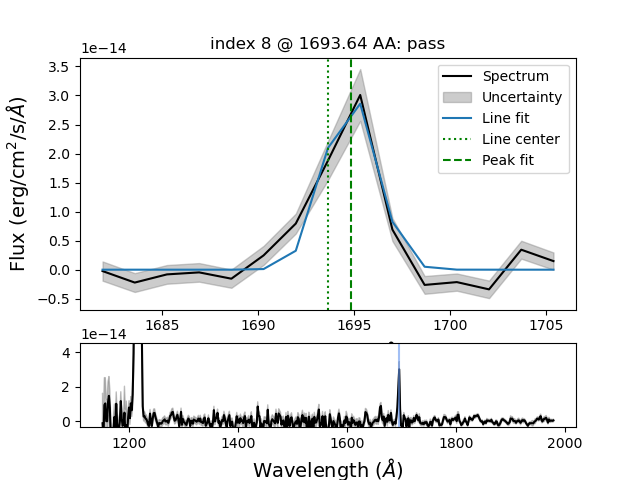 index 8 @ 1693.64 AA: pass
1e−14
3.5
3.0
2.5
2.0
1.5
1.0
0.5
0.0
−0.5
Flux (erg/cm²/s/Å)
Spectrum
Uncertainty
Line fit
Line center
Peak fit
1685 1690 1695 1700 1705
1e−14
4
2
0
1200 1400 1600 1800 2000
Wavelength (Å)